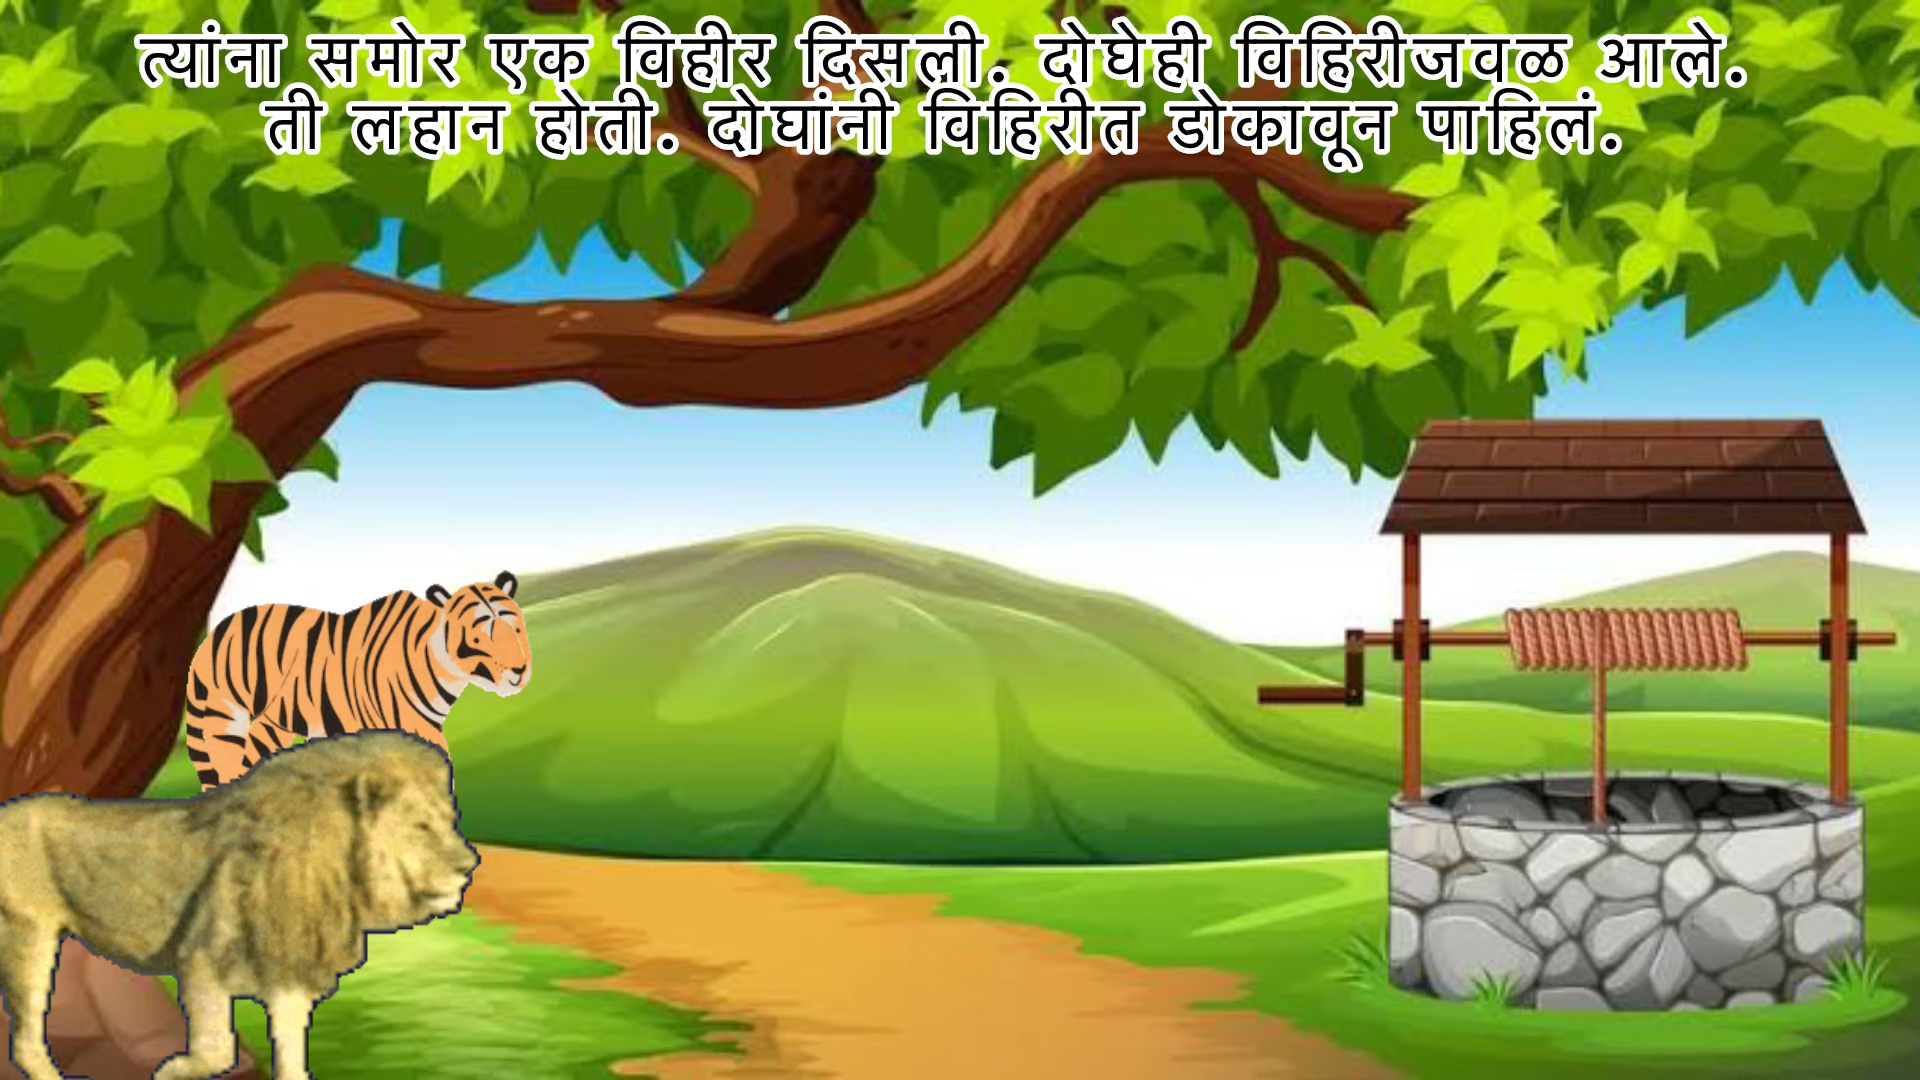 त्यांना समोर एक विहीर दिसली. दोघेही विहिरीजवळ आले.
ती लहान होती. दोघांनी विहिरीत डोकावून पाहिलं.